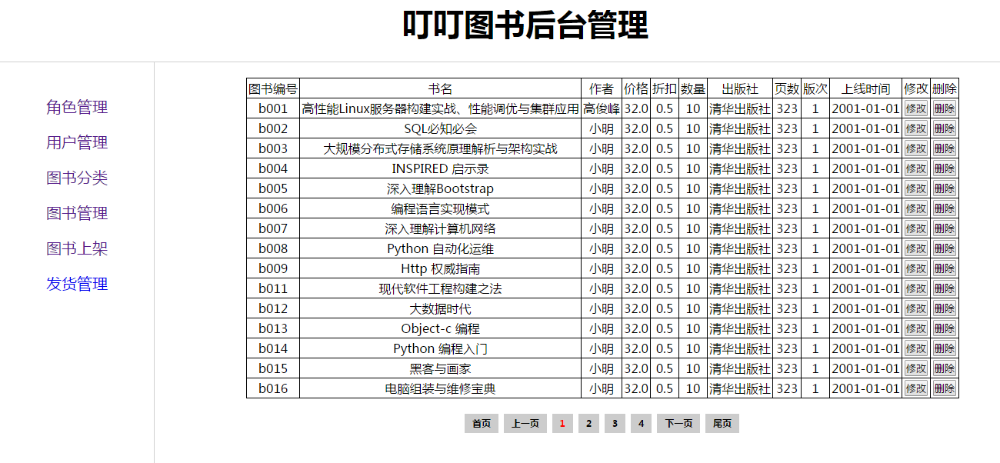 叮叮图书后台管理
角色管理
用户管理
图书分类
图书管理
图书上架
发货管理
图书编号 书名 作者 价格 折扣 数量 出版社 页数 版次 上线时间 修改 删除
b001 高性能Linux服务器构建实战、性能调优与集群应用 高俊峰 32.0 0.5 10 清华出版社 323 1 2001-01-01 修改 删除
b002 SQL必知必会 小明 32.0 0.5 10 清华出版社 323 1 2001-01-01 修改 删除
b003 大规模分布式存储系统原理解析与架构实战 小明 32.0 0.5 10 清华出版社 323 1 2001-01-01 修改 删除
b004 INSPIRED 启示录 小明 32.0 0.5 10 清华出版社 323 1 2001-01-01 修改 删除
b005 深入理解Bootstrap 小明 32.0 0.5 10 清华出版社 323 1 2001-01-01 修改 删除
b006 编程语言实现模式 小明 32.0 0.5 10 清华出版社 323 1 2001-01-01 修改 删除
b007 深入理解计算机网络 小明 32.0 0.5 10 清华出版社 323 1 2001-01-01 修改 删除
b008 Python 自动化运维 小明 32.0 0.5 10 清华出版社 323 1 2001-01-01 修改 删除
b009 Http 权威指南 小明 32.0 0.5 10 清华出版社 323 1 2001-01-01 修改 删除
b011 现代软件工程构建之法 小明 32.0 0.5 10 清华出版社 323 1 2001-01-01 修改 删除
b012 大数据时代 小明 32.0 0.5 10 清华出版社 323 1 2001-01-01 修改 删除
b013 Object-c 编程 小明 32.0 0.5 10 清华出版社 323 1 2001-01-01 修改 删除
b014 Python 编程入门 小明 32.0 0.5 10 清华出版社 323 1 2001-01-01 修改 删除
b015 黑客与画家 小明 32.0 0.5 10 清华出版社 323 1 2001-01-01 修改 删除
b016 电脑组装与维修宝典 小明 32.0 0.5 10 清华出版社 323 1 2001-01-01 修改 删除
首页 上一页 1 2 3 4 下一页 尾页